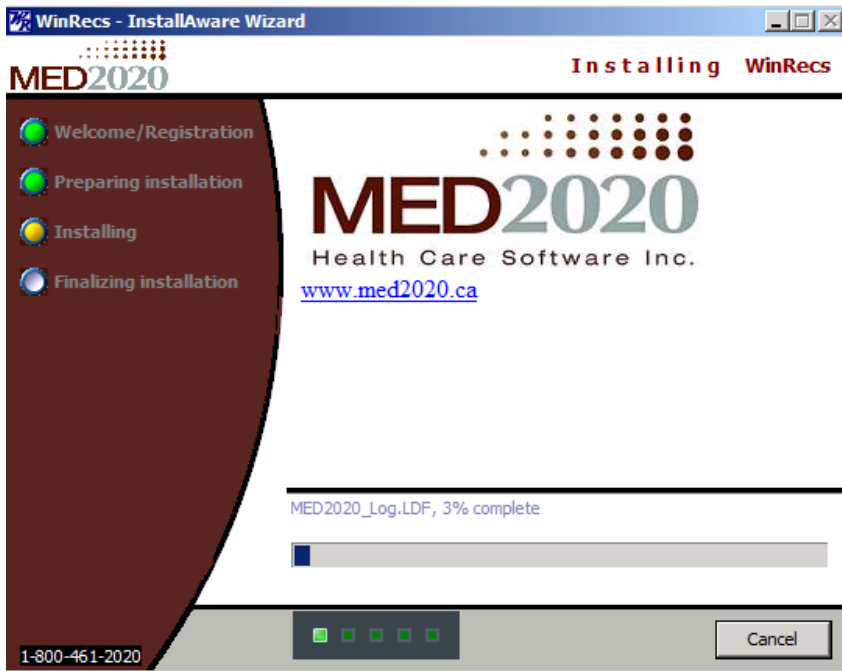 WinRecs - InstallAware Wizard
MED2020
Installing WinRecs
Welcome/Registration
Preparing installation
Installing
Finalizing installation
MED2020
Health Care Software Inc.
www.med2020.ca
MED2020_Log.LDF, 3% complete
Cancel
1-800-461-2020